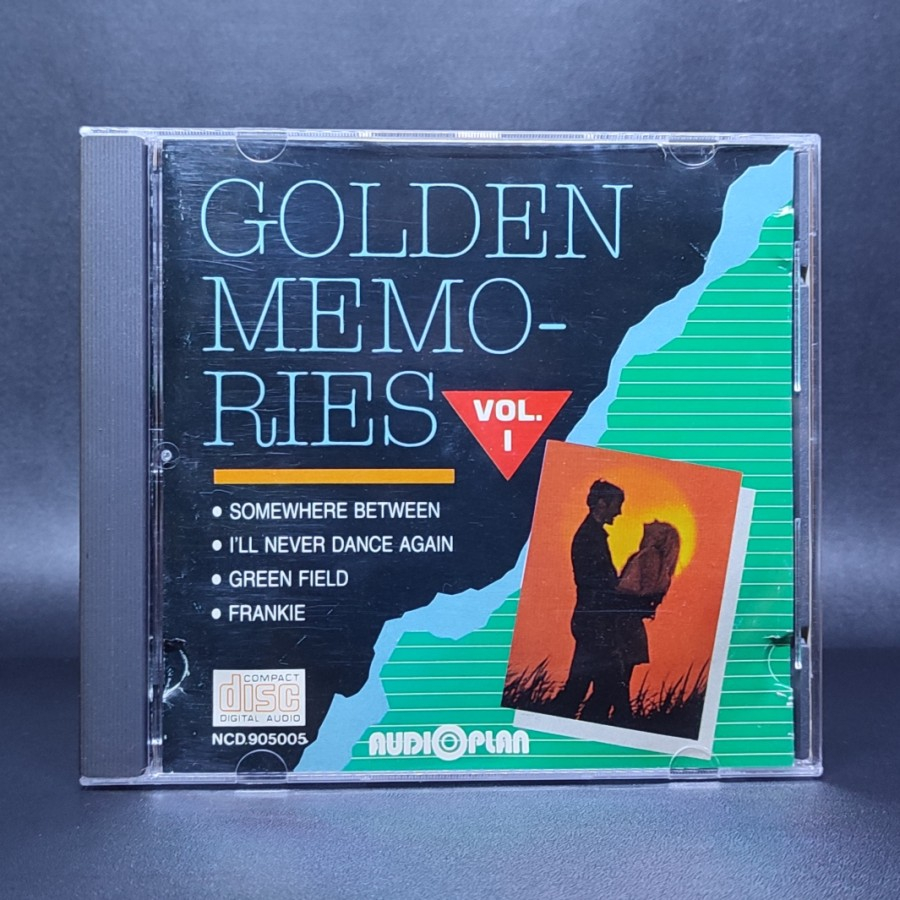 GOLDEN
MEMO-
RIES
VOL.
I
• SOMEWHERE BETWEEN
• I'LL NEVER DANCE AGAIN
• GREEN FIELD
• FRANKIE
COMPACT
disc
DIGITAL AUDIO
NCD.905005
AUDIOPLAN